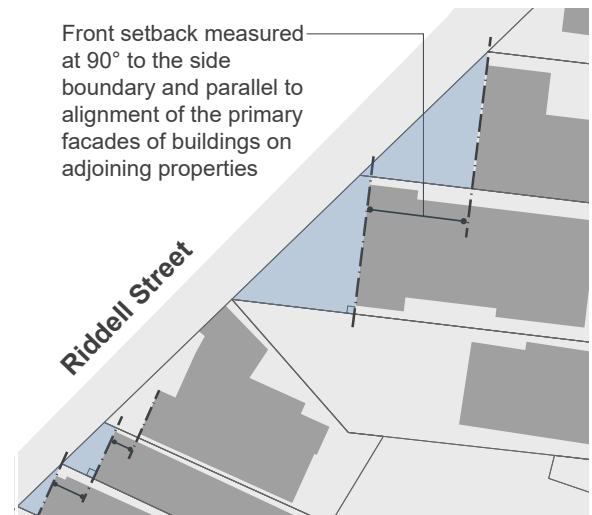 Front setback measured
at 90° to the side
boundary and parallel to
alignment of the primary
facades of buildings on
adjoining properties
Riddell Street